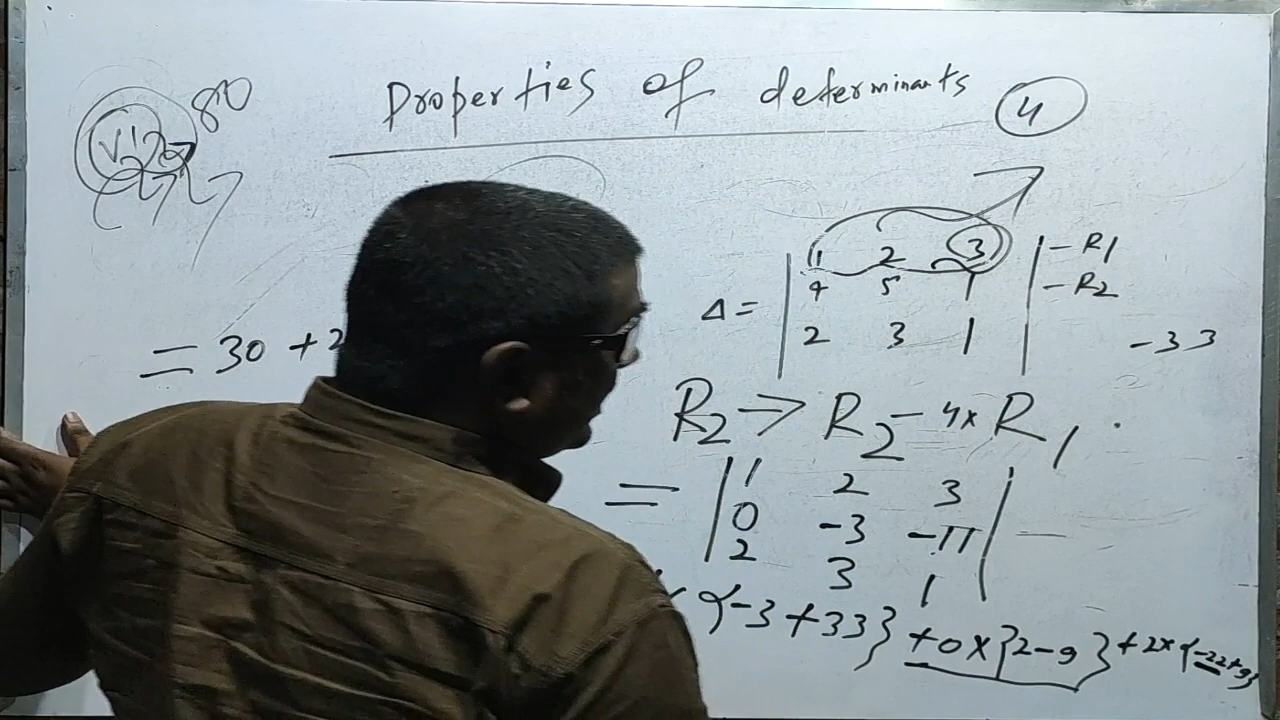 Properties of determinants 4
80
1 2 3 - R1
4 5 1 - R2
Δ =
2 3 1
- 33
= 30 + 2
R2 → R2 - 4x R1
= 1 2 3
0 -3 -11
2 3 1
{-3 + 33} + 0 x {2 - 9} + 2x {-22 + 9}